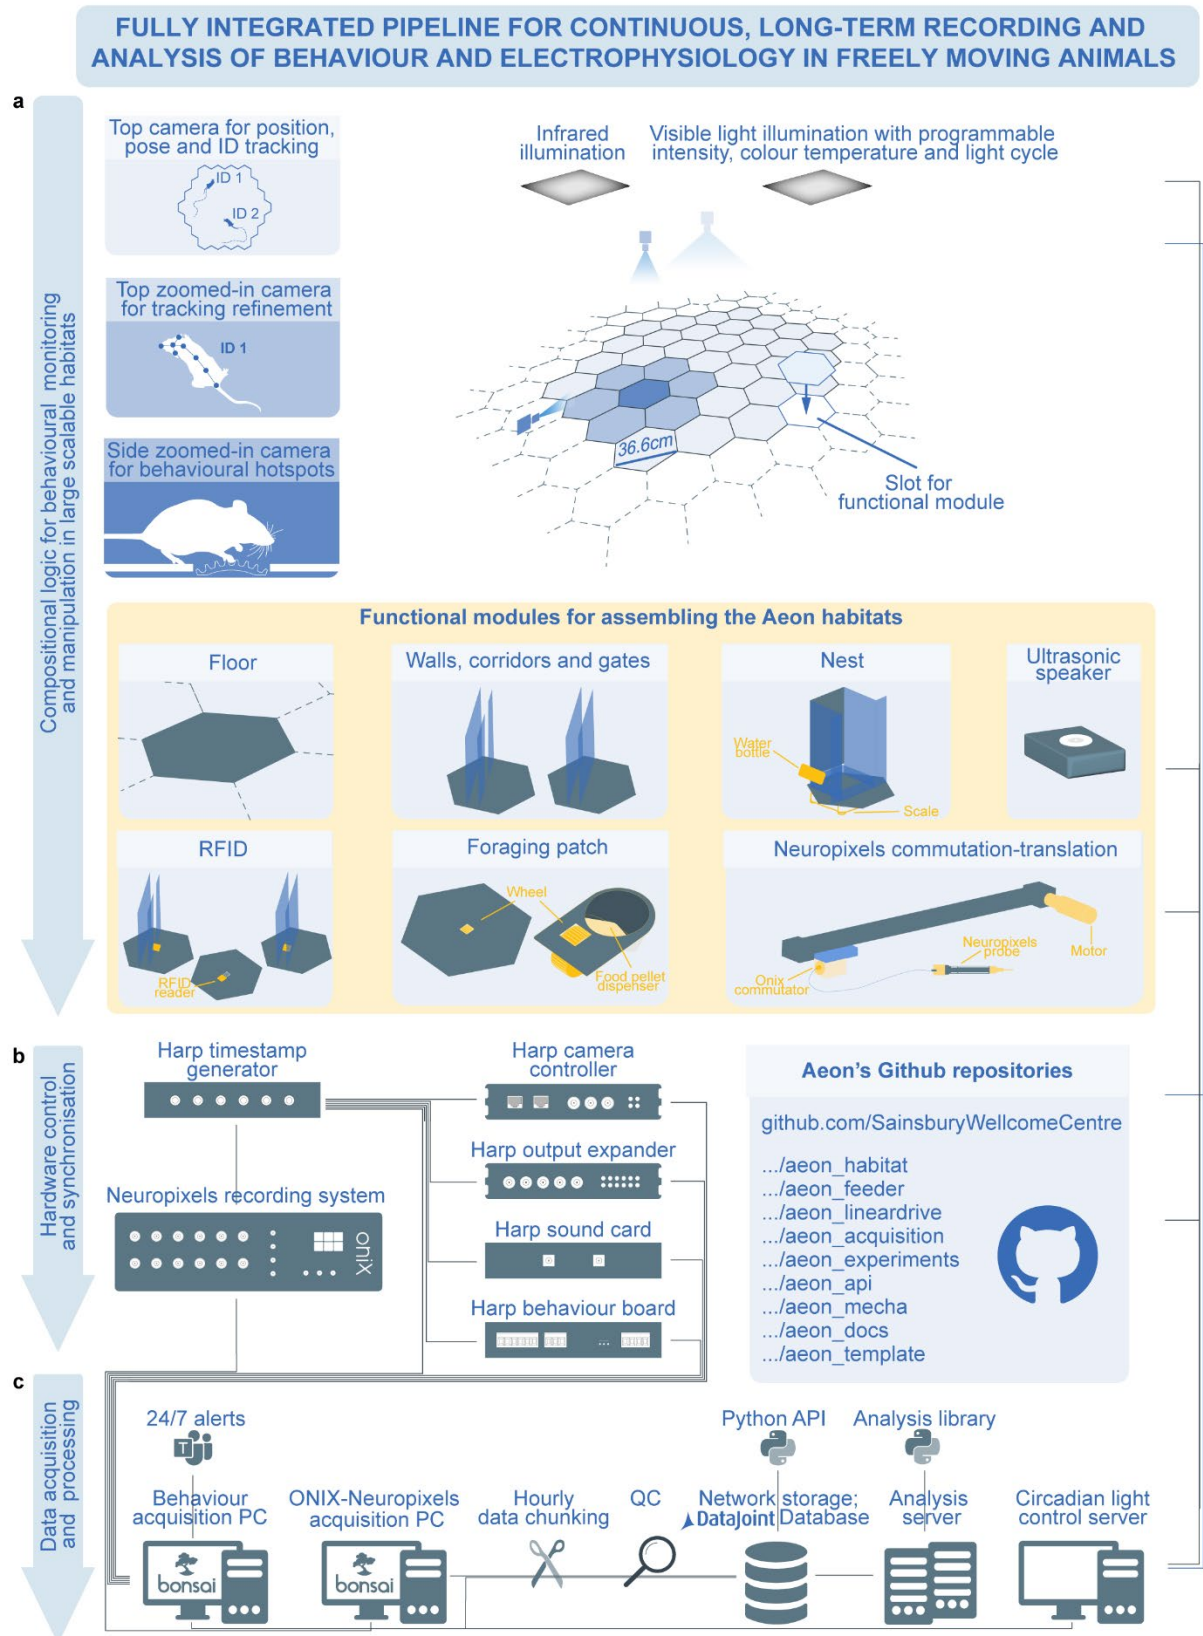 FULLY INTEGRATED PIPELINE FOR CONTINUOUS, LONG-TERM RECORDING AND
ANALYSIS OF BEHAVIOUR AND ELECTROPHYSIOLOGY IN FREELY MOVING ANIMALS
a
Compositional logic for behavioural monitoring
and manipulation in large scalable habitats
Top camera for position,
pose and ID tracking
ID 1
ID 2
Top zoomed-in camera
for tracking refinement
ID 1
Side zoomed-in camera
for behavioural hotspots
Infrared
illumination
Visible light illumination with programmable
intensity, colour temperature and light cycle
36.6cm
Slot for
functional module
Functional modules for assembling the Aeon habitats
Floor
Walls, corridors and gates
Nest
Water
bottle
Scale
Ultrasonic
speaker
RFID
RFID
reader
Foraging patch
Wheel
Food pellet
dispenser
Neuropixels commutation-translation
Onix
commutator
Neuropixels
probe
Motor
b
Hardware control
and synchronisation
Harp timestamp
generator
Neuropixels recording system
oniX
Harp camera
controller
Harp output expander
Harp sound card
Harp behaviour board
Aeon's Github repositories
github.com/SainsburyWellcomeCentre
.../aeon_habitat
.../aeon_feeder
.../aeon_lineardrive
.../aeon_acquisition
.../aeon_experiments
.../aeon_api
.../aeon_mecha
.../aeon_docs
.../aeon_template
c
Data acquisition
and processing
24/7 alerts
T
Behaviour
acquisition PC
bonsai
ONIX-Neuropixels
acquisition PC
bonsai
Hourly
data chunking
QC
Python API
Network storage;
DataJoint Database
Analysis library
Analysis
server
Circadian light
control server